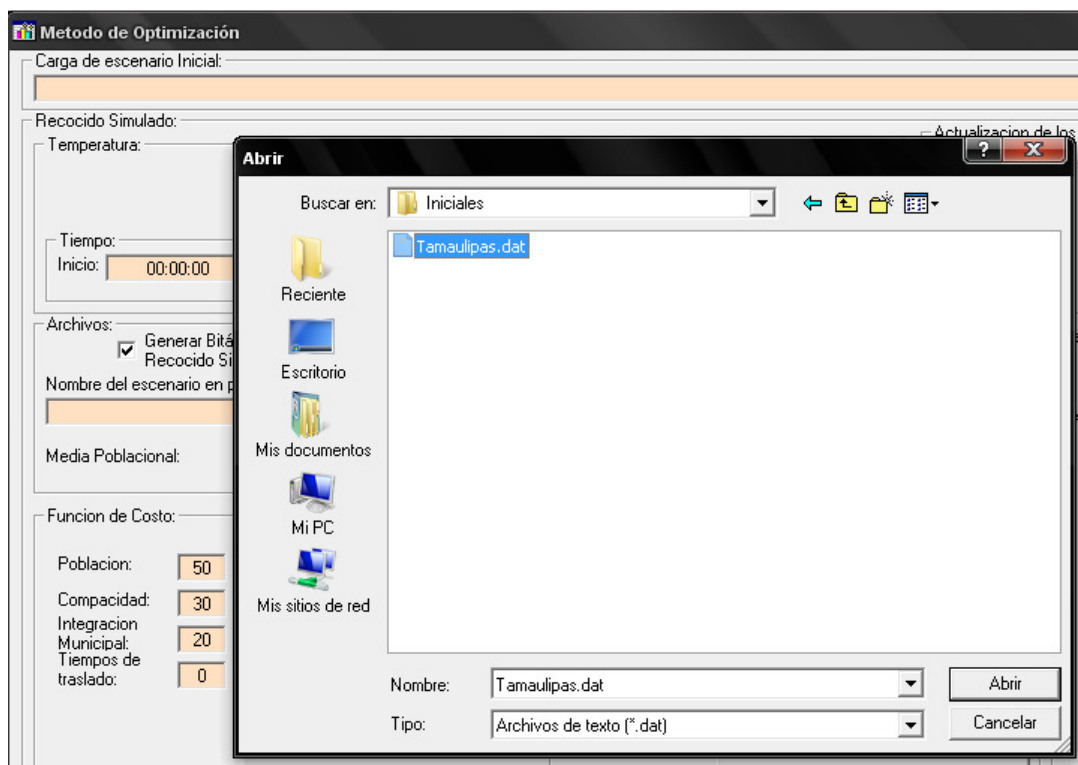 Metodo de Optimización
Carga de escenario Inicial:
Recocido Simulado:
Actualizacion de los
Temperatura:
Tiempo:
Inicio: 00:00:00
Archivos:
Generar Bitá
Recocido Si
Nombre del escenario en p
Media Poblacional:
Funcion de Costo:
Poblacion: 50
Compacidad: 30
Integracion
Municipal: 20
Tiempos de
traslado: 0
Abrir
?
X
Buscar en: Iniciales
Tamaulipas.dat
Reciente
Escritorio
Mis documentos
Mi PC
Mis sitios de red
Nombre: Tamaulipas.dat Abrir
Tipo: Archivos de texto (*.dat) Cancelar